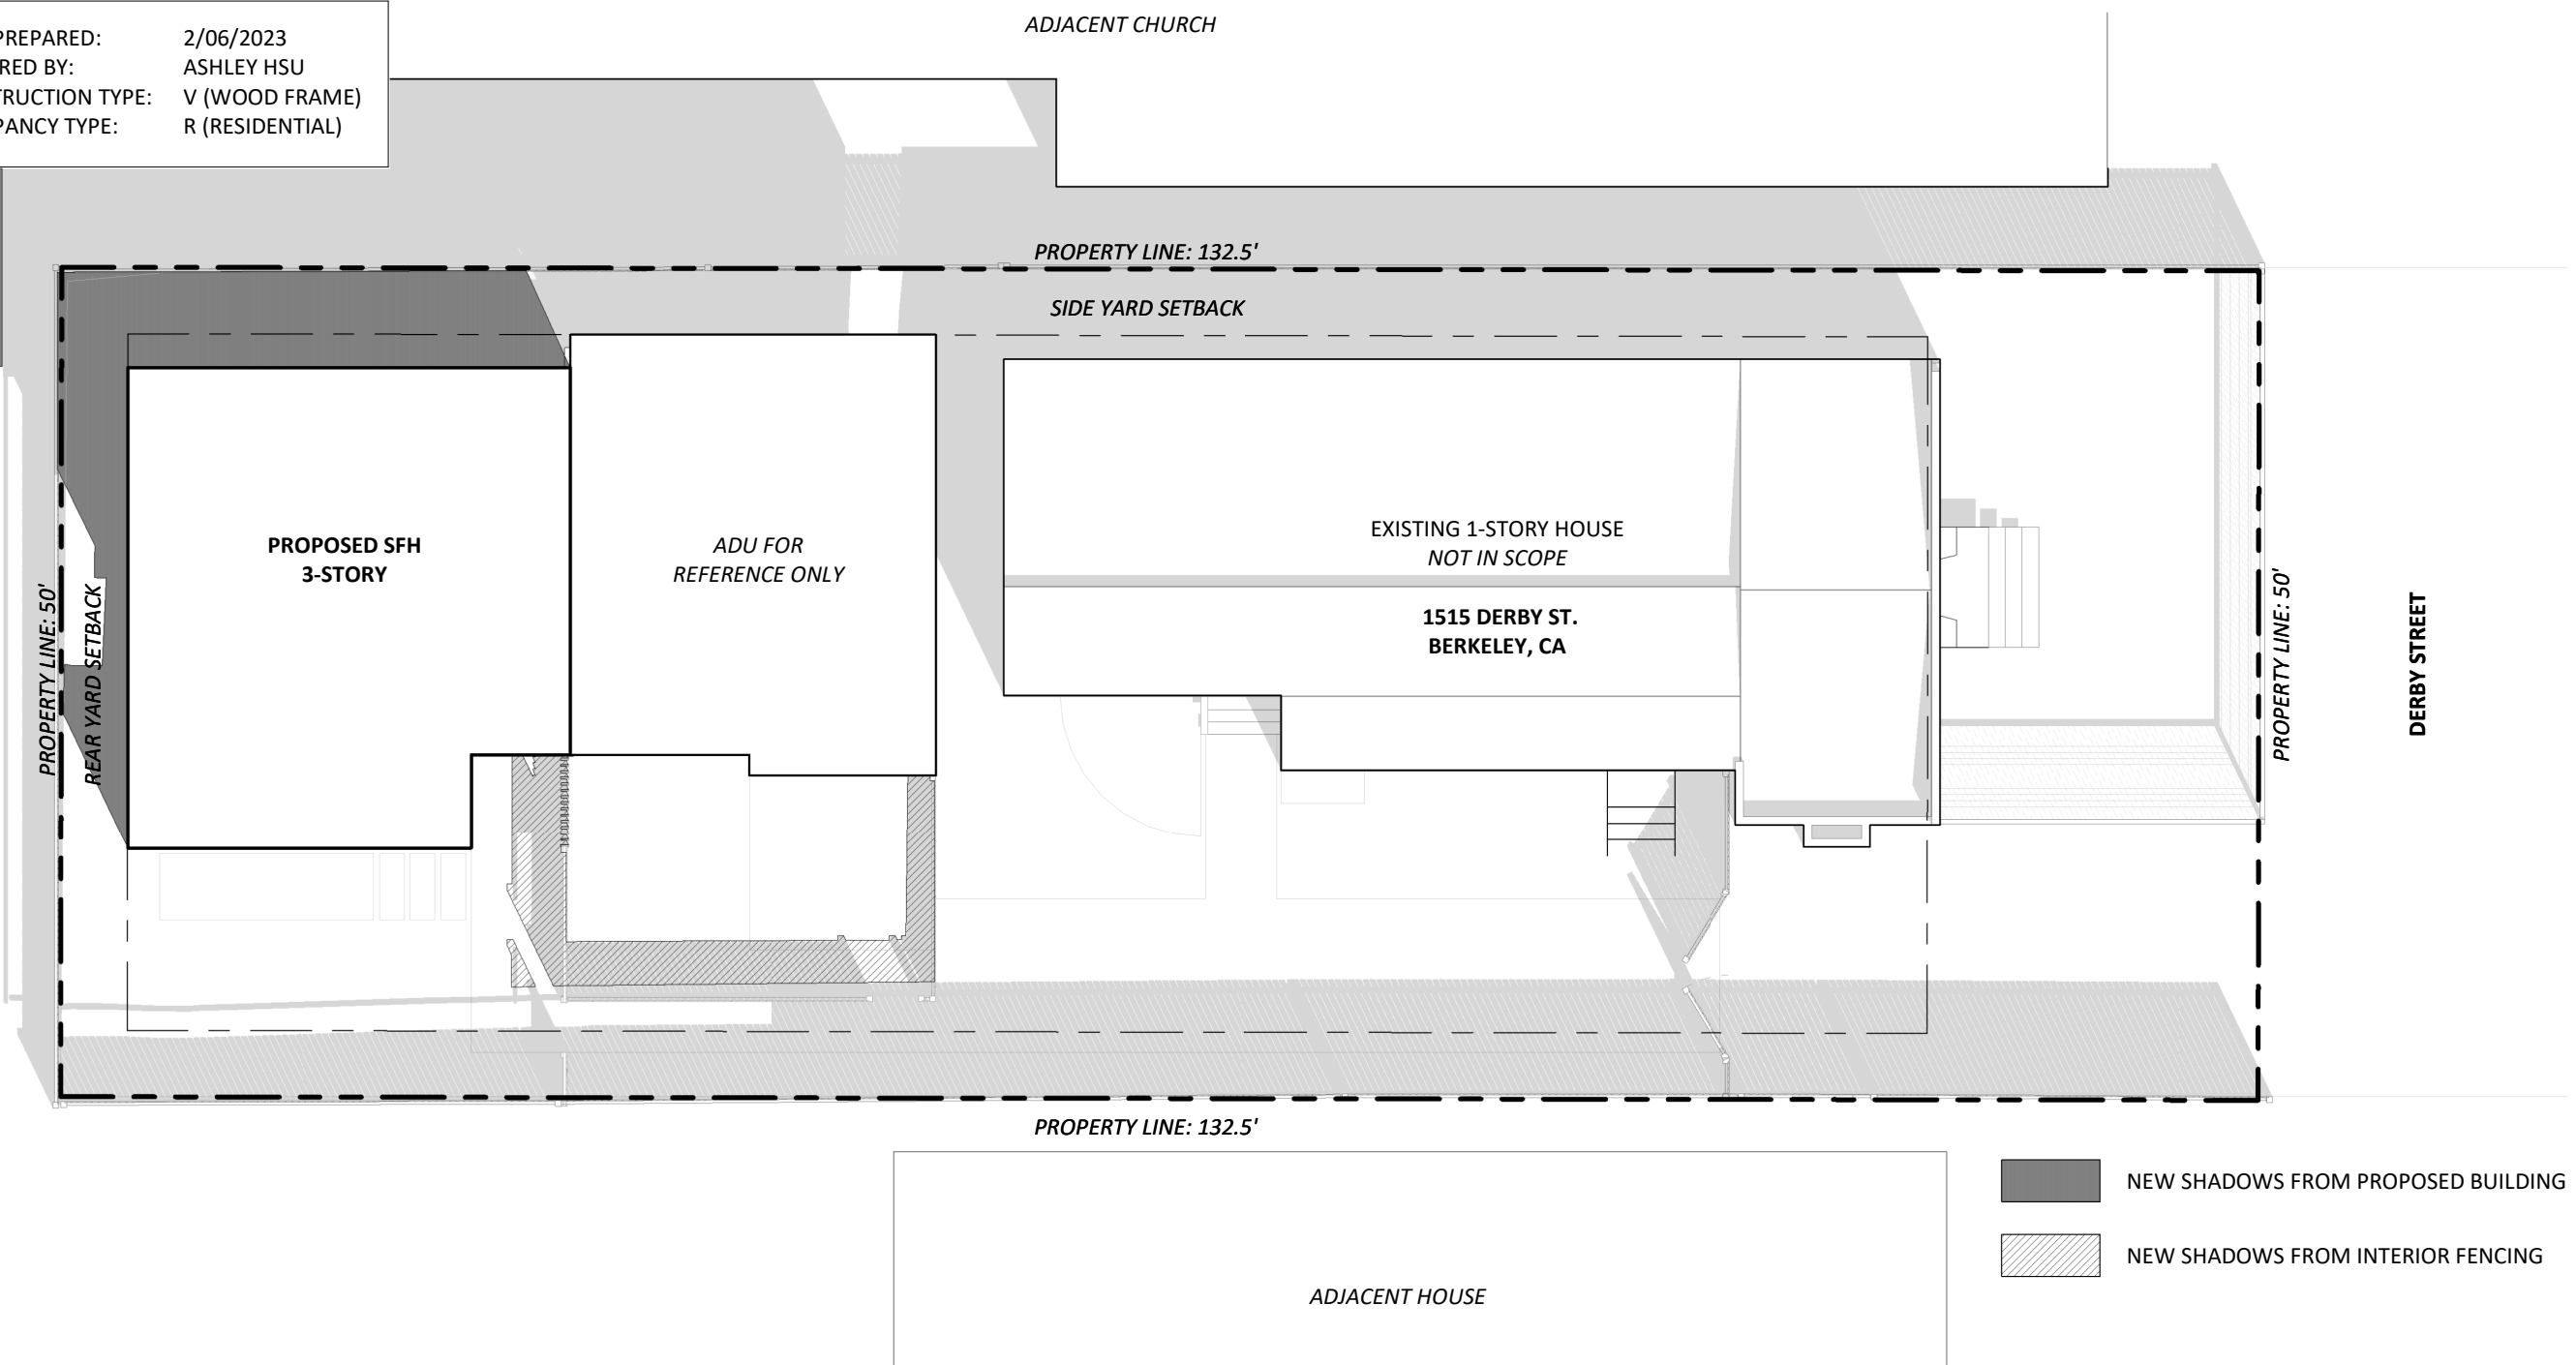 PREPARED: 2/06/2023
RED BY: ASHLEY HSU
TRUCTION TYPE: V (WOOD FRAME)
PANCY TYPE: R (RESIDENTIAL)
ADJACENT CHURCH
PROPERTY LINE: 132.5'
SIDE YARD SETBACK
PROPOSED SFH
3-STORY
ADU FOR
REFERENCE ONLY
EXISTING 1-STORY HOUSE
NOT IN SCOPE
1515 DERBY ST.
BERKELEY, CA
PROPERTY LINE: 50'
REAR YARD SETBACK
PROPERTY LINE: 50'
DERBY STREET
PROPERTY LINE: 132.5'
NEW SHADOWS FROM PROPOSED BUILDING
NEW SHADOWS FROM INTERIOR FENCING
ADJACENT HOUSE